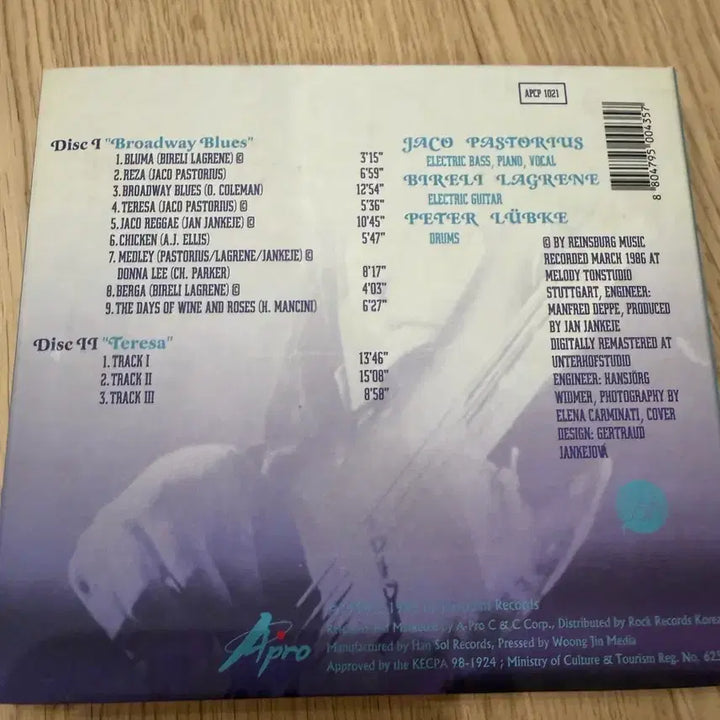 APCP 1021
8 804795 004357
Disc I "Broadway Blues"
1. BLUMA (BIRELI LAGRENE) © 3'15"
2. REZA (JACO PASTORIUS) 6'59"
3. BROADWAY BLUES (O. COLEMAN) 12'54"
4. TERESA (JACO PASTORIUS) © 5'36"
5. JACO REGGAE (JAN JANKEJE) © 10'45"
6. CHICKEN (A.J. ELLIS) 5'47"
7. MEDLEY (PASTORIUS/LAGRENE/JANKEJE) ©
DONNA LEE (CH. PARKER) 8'17"
8. BERGA (BIRELI LAGRENE) © 4'03"
9. THE DAYS OF WINE AND ROSES (H. MANCINI) 6'27"
Disc II "Teresa"
1. TRACK I 13'46"
2. TRACK II 15'08"
3. TRACK III 8'58"
JACO PASTORIUS
ELECTRIC BASS, PIANO, VOCAL
BIRELI LAGRENE
ELECTRIC GUITAR
PETER LÜBKE
DRUMS
© BY REINSBURG MUSIC
RECORDED MARCH 1986 AT
MELODY TONSTUDIO
STUTTGART, ENGINEER:
MANFRED DEPPE, PRODUCED
BY JAN JANKEJE
DIGITALLY REMASTERED AT
UNTERHOFSTUDIO
ENGINEER: HANSJÖRG
WIDMER, PHOTOGRAPHY BY
ELENA CARMINATI, COVER
DESIGN: GERTRAUD
JANKEJOVÁ
Apro
Records
Marketed by A-Pro C & C Corp., Distributed by Rock Records Korea
Manufactured by Han Sol Records, Pressed by Woong Jin Media
Approved by the KECPA 98-1924 ; Ministry of Culture & Tourism Reg. No. 625